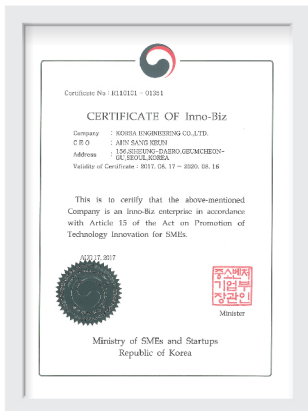 Certificate No : R110101 - 01351
CERTIFICATE OF Inno-Biz
Company : KOREA ENGINEERING CO.,LTD.
C E O : AHN SANG KEUN
Address : 156,SIHEUNG-DAERO,GEUMCHEON-
GU,SEOUL,KOREA
Validity of Certificate : 2017. 08. 17 ~ 2020. 08. 16
This is to certify that the above-mentioned
Company is an Inno-Biz enterprise in accordance
with Article 15 of the Act on Promotion of
Technology Innovation for SMEs.
AUG 17, 2017
중소벤처
기업부
장관인
Minister
Ministry of SMEs and Startups
Republic of Korea